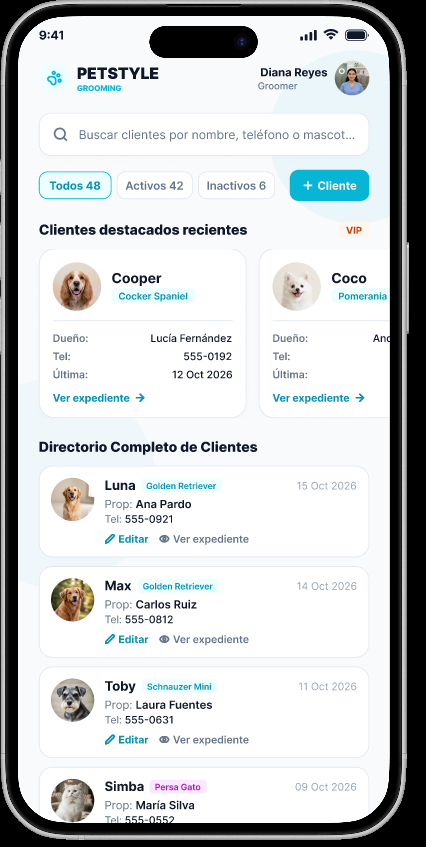 9:41
PETSTYLE
GROOMING
Diana Reyes
Groomer
Buscar clientes por nombre, teléfono o mascot...
Todos 48
Activos 42
Inactivos 6
+ Cliente
Clientes destacados recientes
VIP
Cooper
Cocker Spaniel
Dueño: Lucía Fernández
Tel: 555-0192
Última: 12 Oct 2026
Ver expediente →
Coco
Pomerania
Dueño:
Tel:
Última:
Ver expediente →
Directorio Completo de Clientes
Luna Golden Retriever 15 Oct 2026
Prop: Ana Pardo
Tel: 555-0921
Editar Ver expediente
Max Golden Retriever 14 Oct 2026
Prop: Carlos Ruiz
Tel: 555-0812
Editar Ver expediente
Toby Schnauzer Mini 11 Oct 2026
Prop: Laura Fuentes
Tel: 555-0631
Editar Ver expediente
Simba Persa Gato 09 Oct 2026
Prop: María Silva
Tel: 555-0552